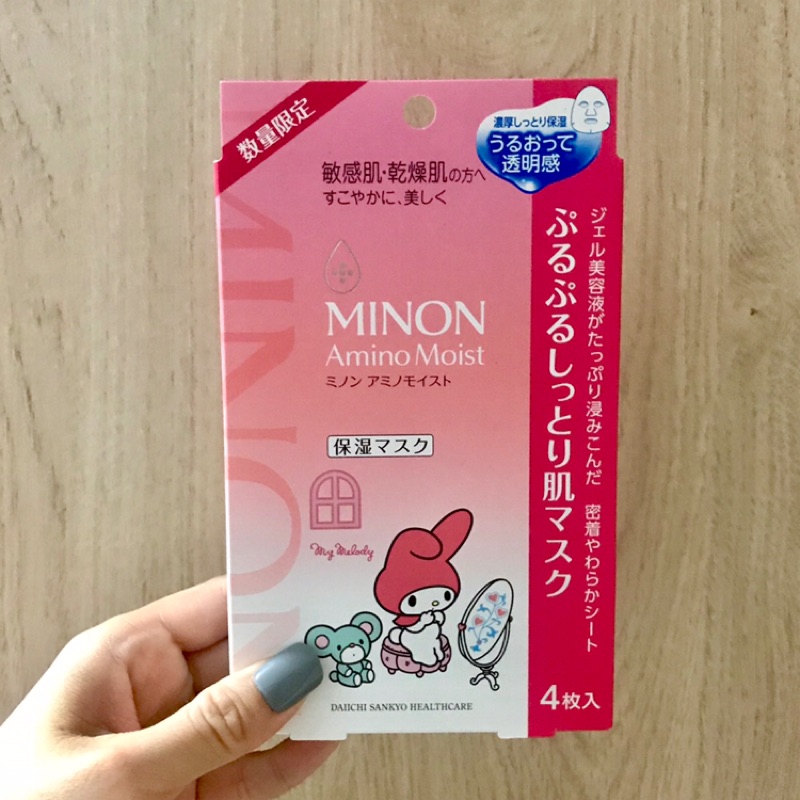 数量限定
濃厚しっとり保湿
うるおって
透明感
敏感肌・乾燥肌の方へ
すこやかに、美しく
MINON
Amino Moist
ミノン アミノモイスト
保湿マスク
My Melody
DAIICHI SANKYO HEALTHCARE
ジェル美容液がたっぷり浸みこんだ 密着やわらかシート
ぷるぷるしっとり肌マスク
4枚入
MINON